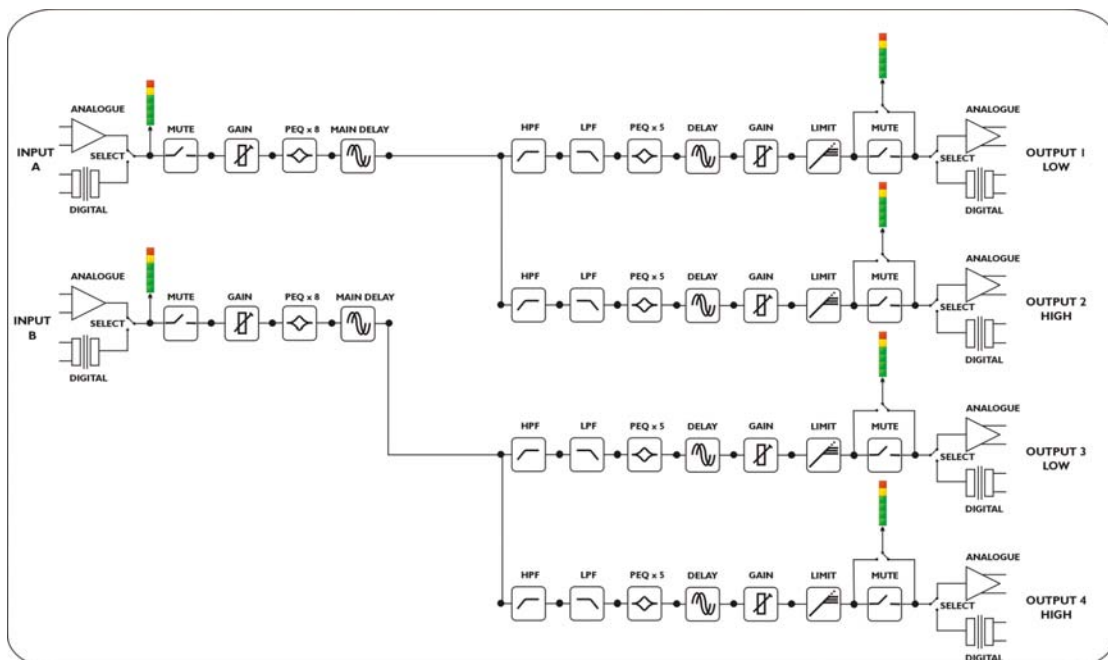 ANALOGUE
INPUT A
SELECT
DIGITAL
MUTE GAIN PEQ x 8 MAIN DELAY
HPF LPF PEQ x 5 DELAY GAIN LIMIT MUTE
ANALOGUE
SELECT
DIGITAL
OUTPUT 1
LOW
HPF LPF PEQ x 5 DELAY GAIN LIMIT MUTE
ANALOGUE
SELECT
DIGITAL
OUTPUT 2
HIGH
ANALOGUE
INPUT B
SELECT
DIGITAL
MUTE GAIN PEQ x 8 MAIN DELAY
HPF LPF PEQ x 5 DELAY GAIN LIMIT MUTE
ANALOGUE
SELECT
DIGITAL
OUTPUT 3
LOW
HPF LPF PEQ x 5 DELAY GAIN LIMIT MUTE
ANALOGUE
SELECT
DIGITAL
OUTPUT 4
HIGH